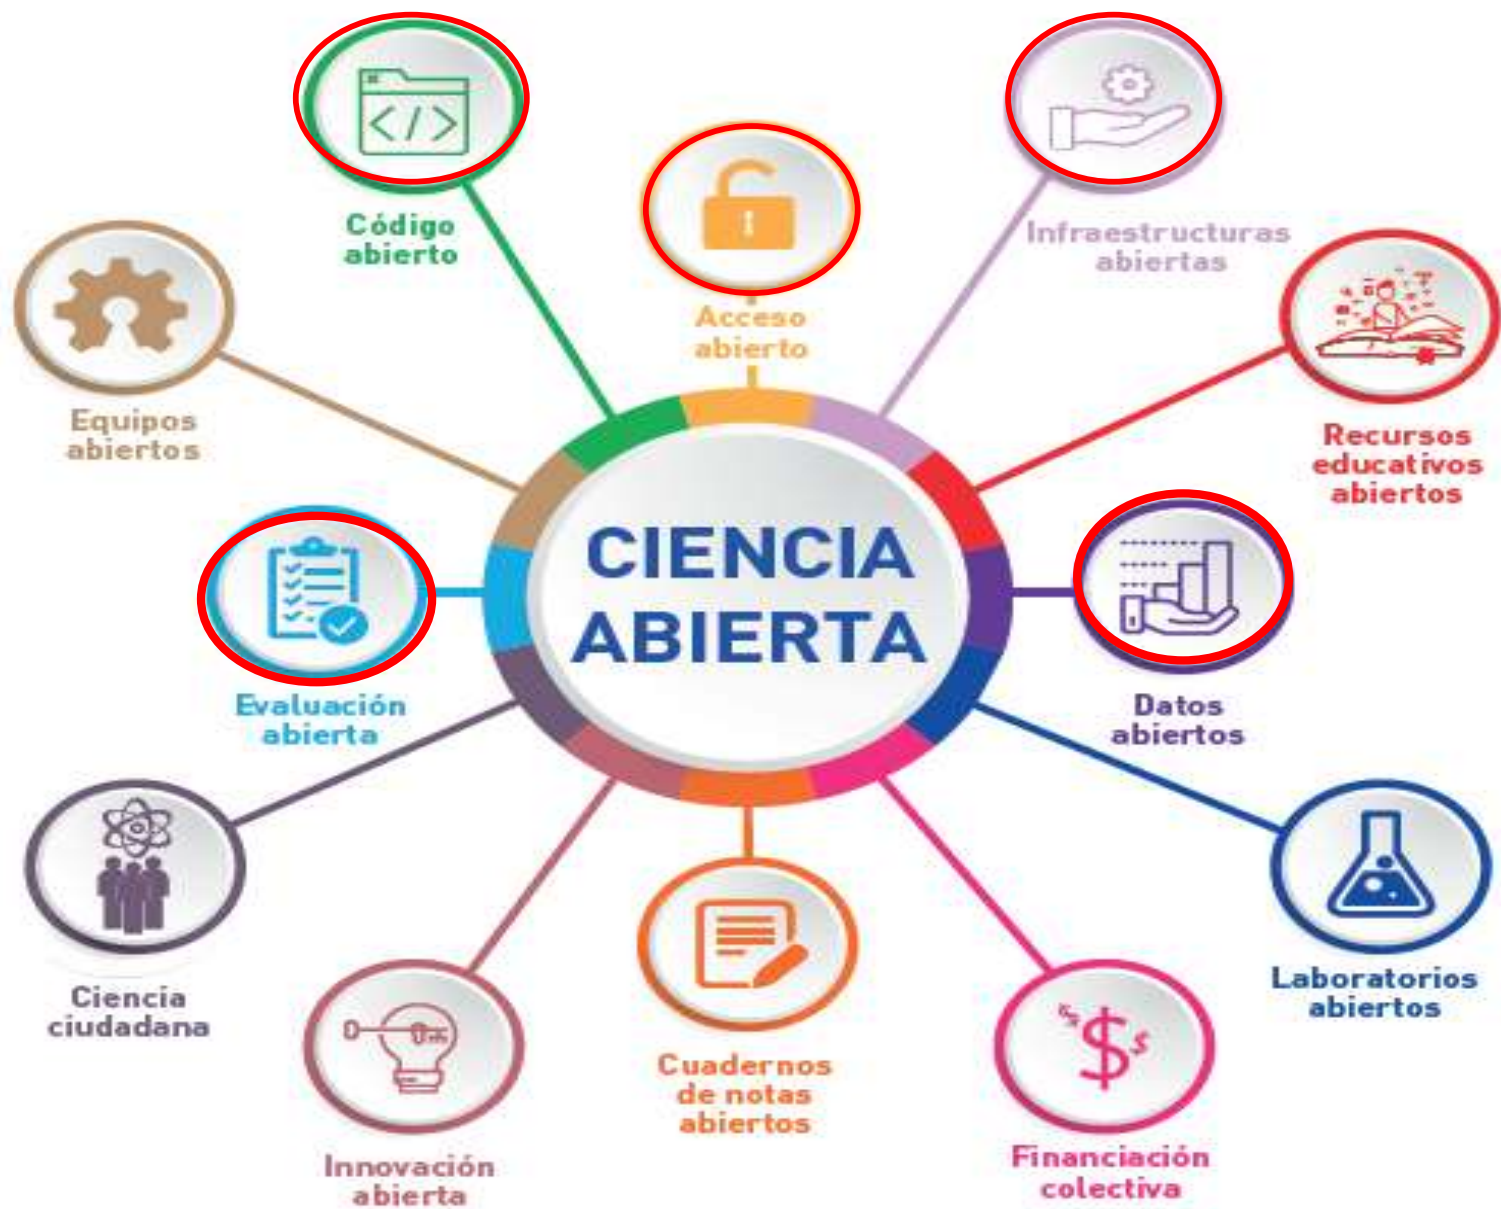 </>
Código
abierto
Acceso
abierto
Infraestructuras
abiertas
Equipos
abiertos
Recursos
educativos
abiertos
CIENCIA
ABIERTA
Evaluación
abierta
Datos
abiertos
Ciencia
ciudadana
Laboratorios
abiertos
Cuadernos
de notas
abiertos
$ $ $
Innovación
abierta
Financiación
colectiva